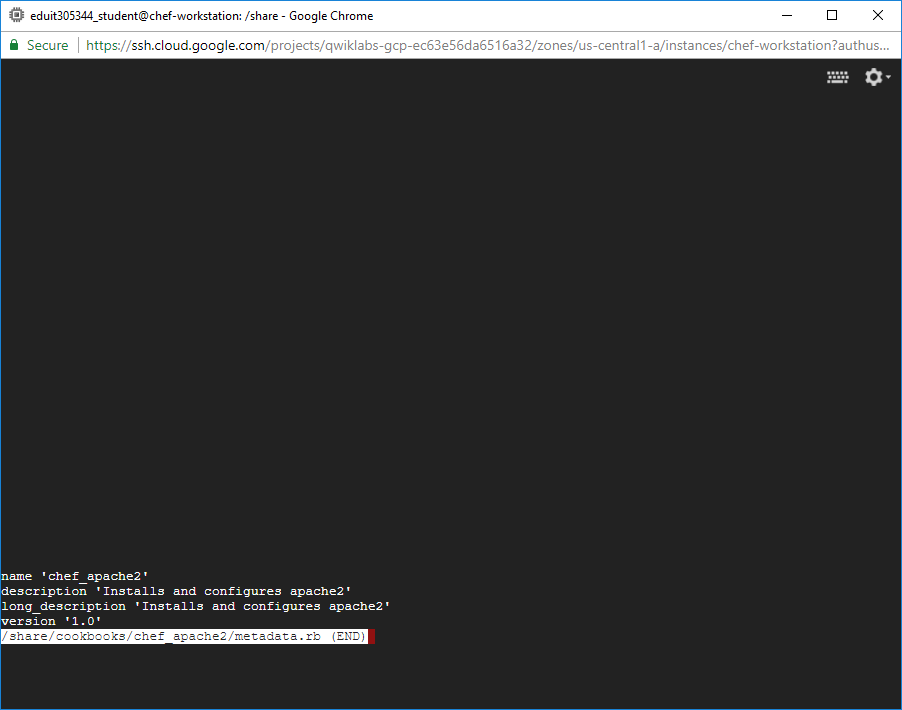 eduit305344_student@chef-workstation: /share - Google Chrome
Secure https://ssh.cloud.google.com/projects/qwiklabs-gcp-ec63e56da6516a32/zones/us-central1-a/instances/chef-workstation?authus...
name 'chef_apache2'
description 'Installs and configures apache2'
long_description 'Installs and configures apache2'
version '1.0'
/share/cookbooks/chef_apache2/metadata.rb (END)